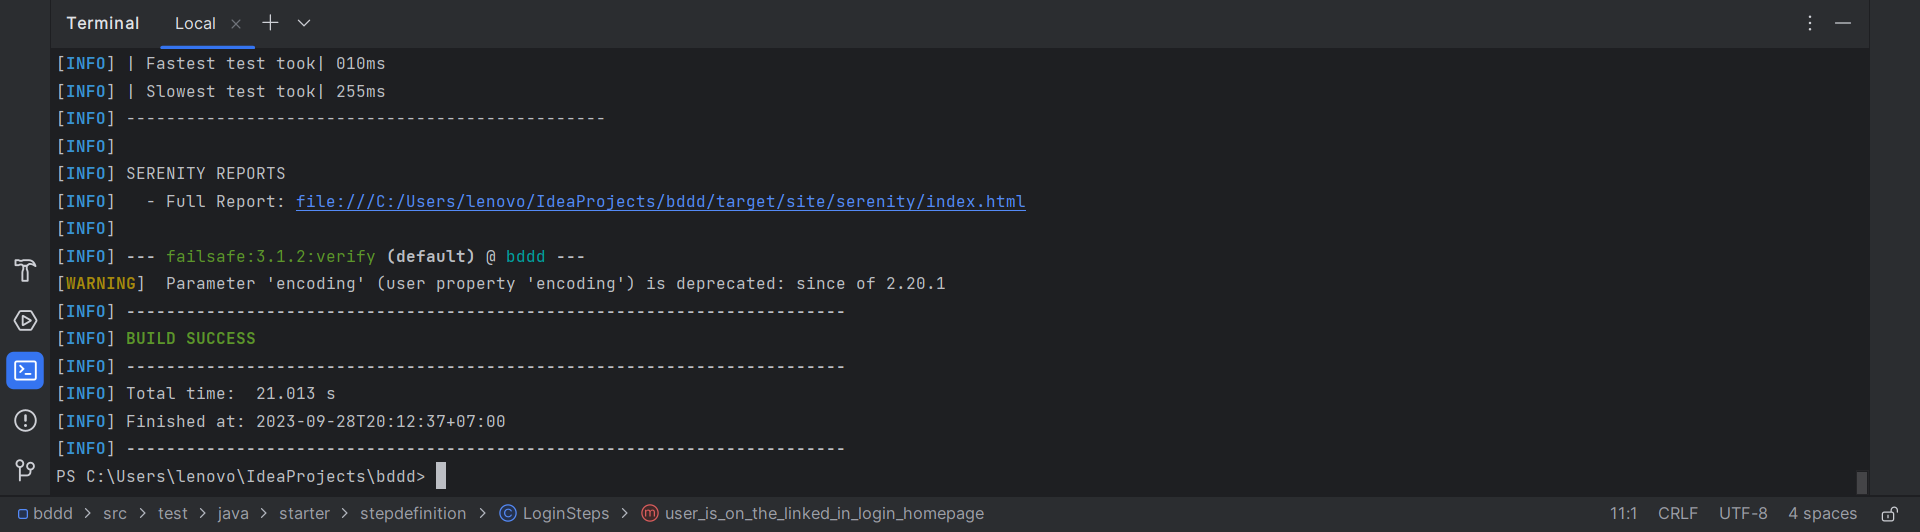 Terminal Local
[INFO] | Fastest test took| 010ms
[INFO] | Slowest test took| 255ms
[INFO] ------------------------------------------------
[INFO]
[INFO] SERENITY REPORTS
[INFO]   - Full Report: file:///C:/Users/lenovo/IdeaProjects/bddd/target/site/serenity/index.html
[INFO]
[INFO] --- failsafe:3.1.2:verify (default) @ bddd ---
[WARNING]  Parameter 'encoding' (user property 'encoding') is deprecated: since of 2.20.1
[INFO] ------------------------------------------------------------------------
[INFO] BUILD SUCCESS
[INFO] ------------------------------------------------------------------------
[INFO] Total time:  21.013 s
[INFO] Finished at: 2023-09-28T20:12:37+07:00
[INFO] ------------------------------------------------------------------------
PS C:\Users\lenovo\IdeaProjects\bddd>
bddd > src > test > java > starter > stepdefinition > LoginSteps > user_is_on_the_linked_in_login_homepage 11:1 CRLF UTF-8 4 spaces